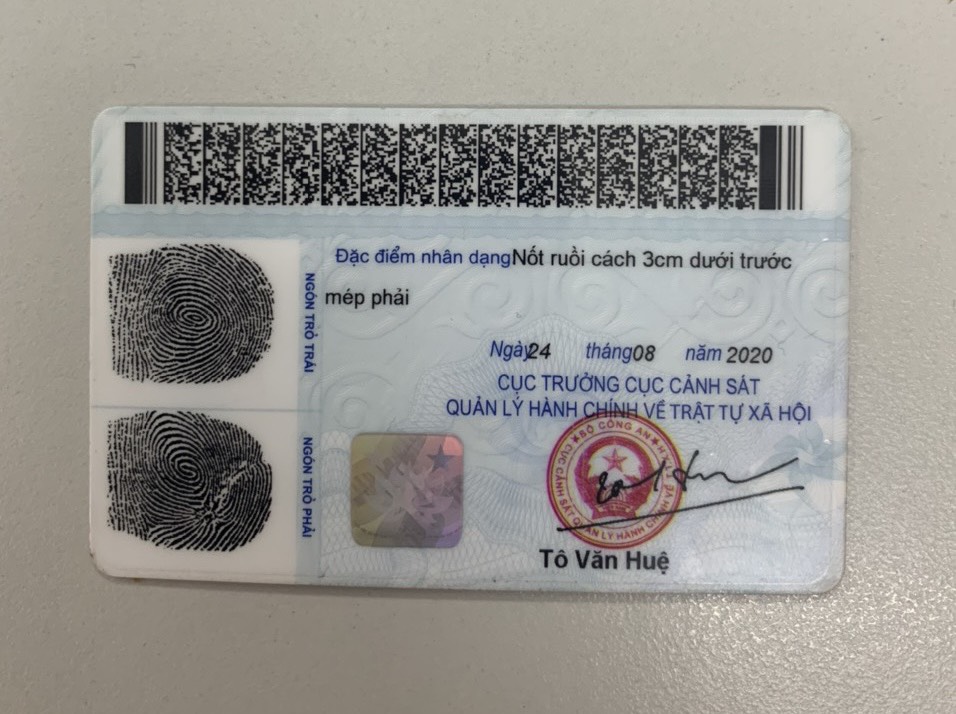 Đặc điểm nhân dạng Nốt ruồi cách 3cm dưới trước
mép phải
NGÓN TRỎ TRÁI
Ngày 24 tháng 08 năm 2020
CỤC TRƯỞNG CỤC CẢNH SÁT
QUẢN LÝ HÀNH CHÍNH VỀ TRẬT TỰ XÃ HỘI
NGÓN TRỎ PHẢI
BỘ CÔNG AN
CỤC CẢNH SÁT QUẢN LÝ HÀNH CHÍNH VỀ
Tô Văn Huệ